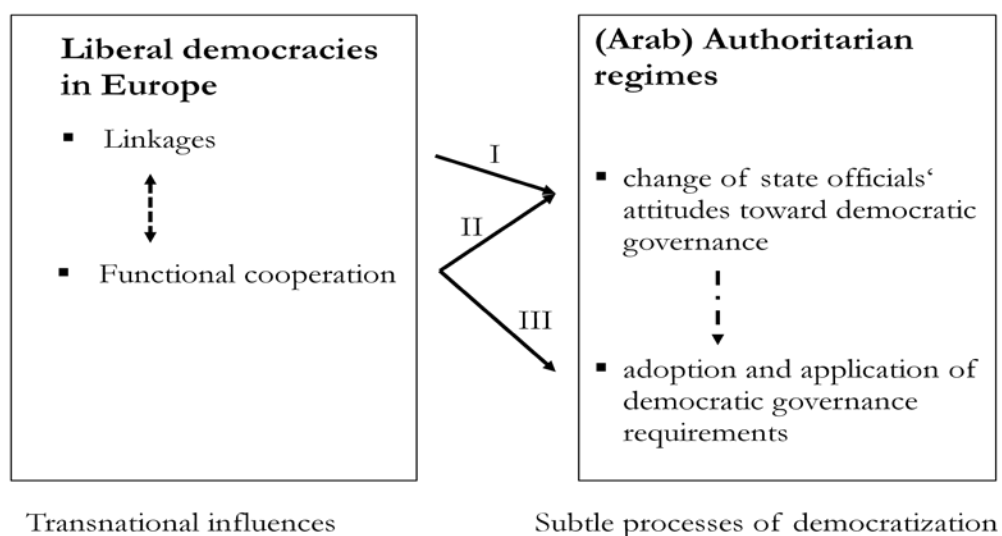 Liberal democracies
in Europe
▪ Linkages
▪ Functional cooperation
I
II
III
(Arab) Authoritarian
regimes
▪ change of state officials‘
attitudes toward democratic
governance
▪ adoption and application of
democratic governance
requirements
Transnational influences
Subtle processes of democratization